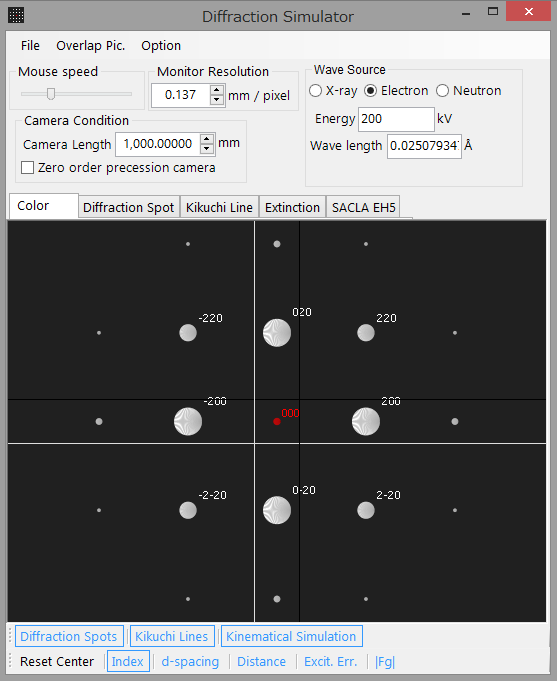 Diffraction Simulator
File Overlap Pic. Option
Mouse speed
Monitor Resolution
0.137 mm / pixel
Wave Source
X-ray Electron Neutron
Energy 200 kV
Wave length 0.02507934 Å
Camera Condition
Camera Length 1,000.00000 mm
Zero order precession camera
Color Diffraction Spot Kikuchi Line Extinction SACLA EH5
-220 020 220
-200 000 200
-2-20 0-20 2-20
Diffraction Spots Kikuchi Lines Kinematical Simulation
Reset Center Index d-spacing Distance Excit. Err. |Fg|